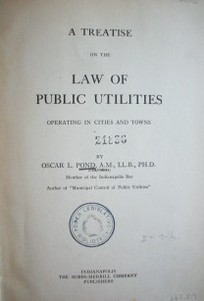 A TREATISE
ON THE
LAW OF
PUBLIC UTILITIES
OPERATING IN CITIES AND TOWNS
BY
OSCAR L. POND, A.M., LL.B., PH.D.
Member of the Indianapolis Bar
Author of "Municipal Control of Public Utilities"
INDIANAPOLIS
THE BOBBS-MERRILL COMPANY
PUBLISHERS